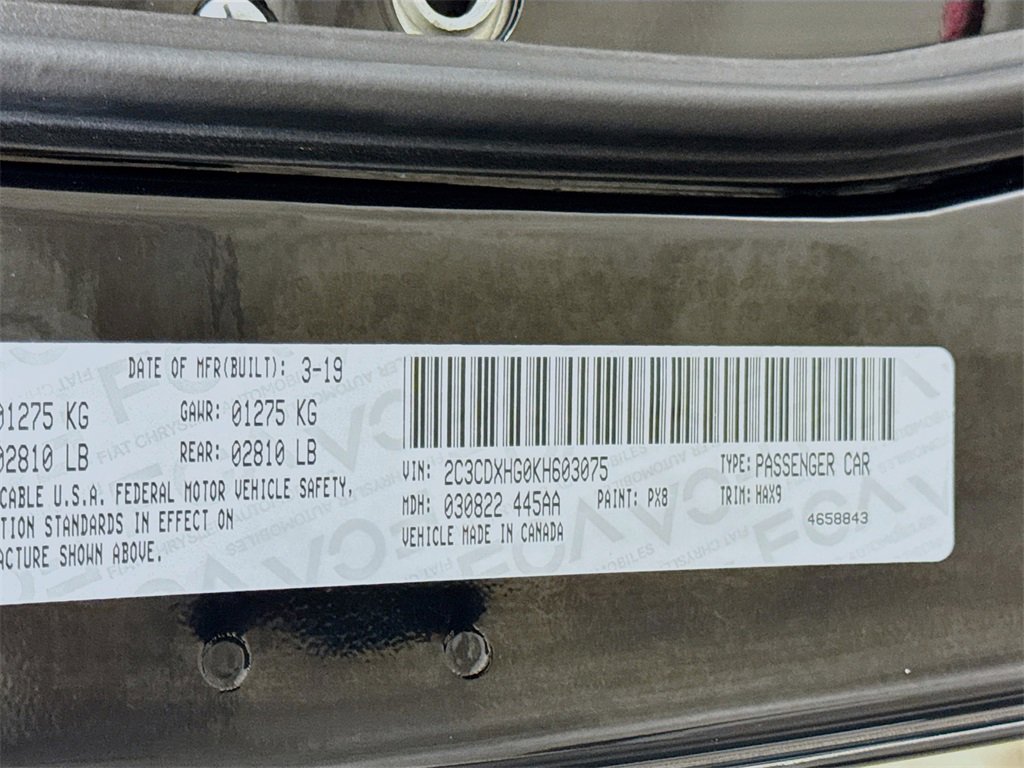 DATE OF MFR(BUILT): 3-19
01275 KG GAWR: 01275 KG
02810 LB REAR: 02810 LB
CABLE U.S.A. FEDERAL MOTOR VEHICLE SAFETY,
TION STANDARDS IN EFFECT ON
ACTURE SHOWN ABOVE.
VIN: 2C3CDXHG0KH603075 TYPE: PASSENGER CAR
MDH: 030822 445AA PAINT: PX8 TRIM: HAX9
VEHICLE MADE IN CANADA 4658843